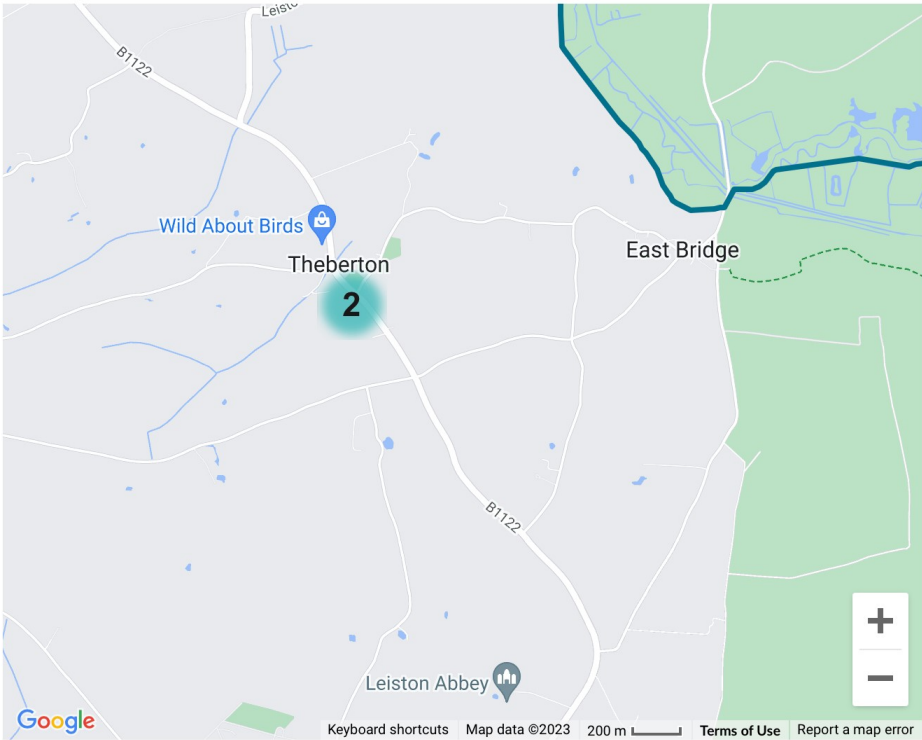 Leiston
B1122
Wild About Birds
Theberton
2
East Bridge
B1122
Leiston Abbey
Google
Keyboard shortcuts Map data ©2023 200 m Terms of Use Report a map error